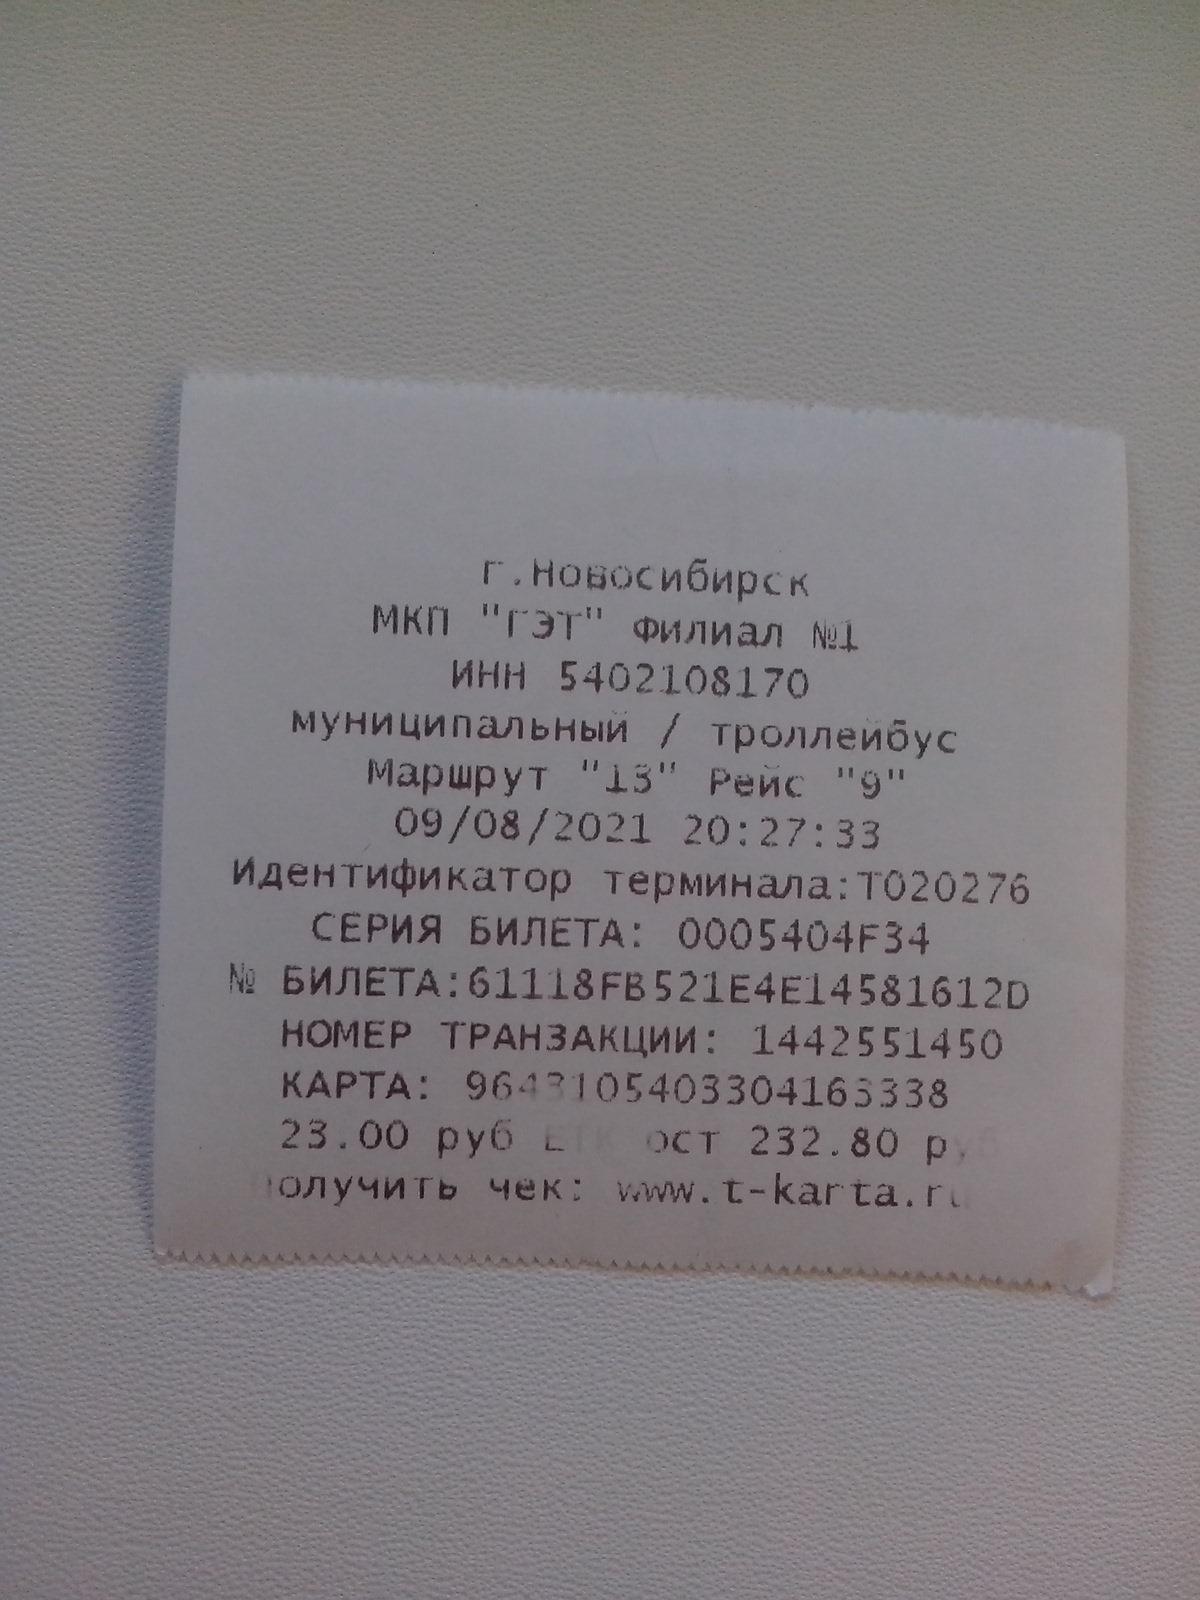 г.Новосибирск
МКП "ГЭТ" Филиал №1
ИНН 5402108170
муниципальный / троллейбус
Маршрут "13" Рейс "9"
09/08/2021 20:27:33
Идентификатор терминала:T020276
СЕРИЯ БИЛЕТА: 0005404F34
№ БИЛЕТА:61118FB521E4E14581612D
НОМЕР ТРАНЗАКЦИИ: 1442551450
КАРТА:
23.00 руб ЕТК ост 232.80 руб
получить чек: www.t-karta.ru